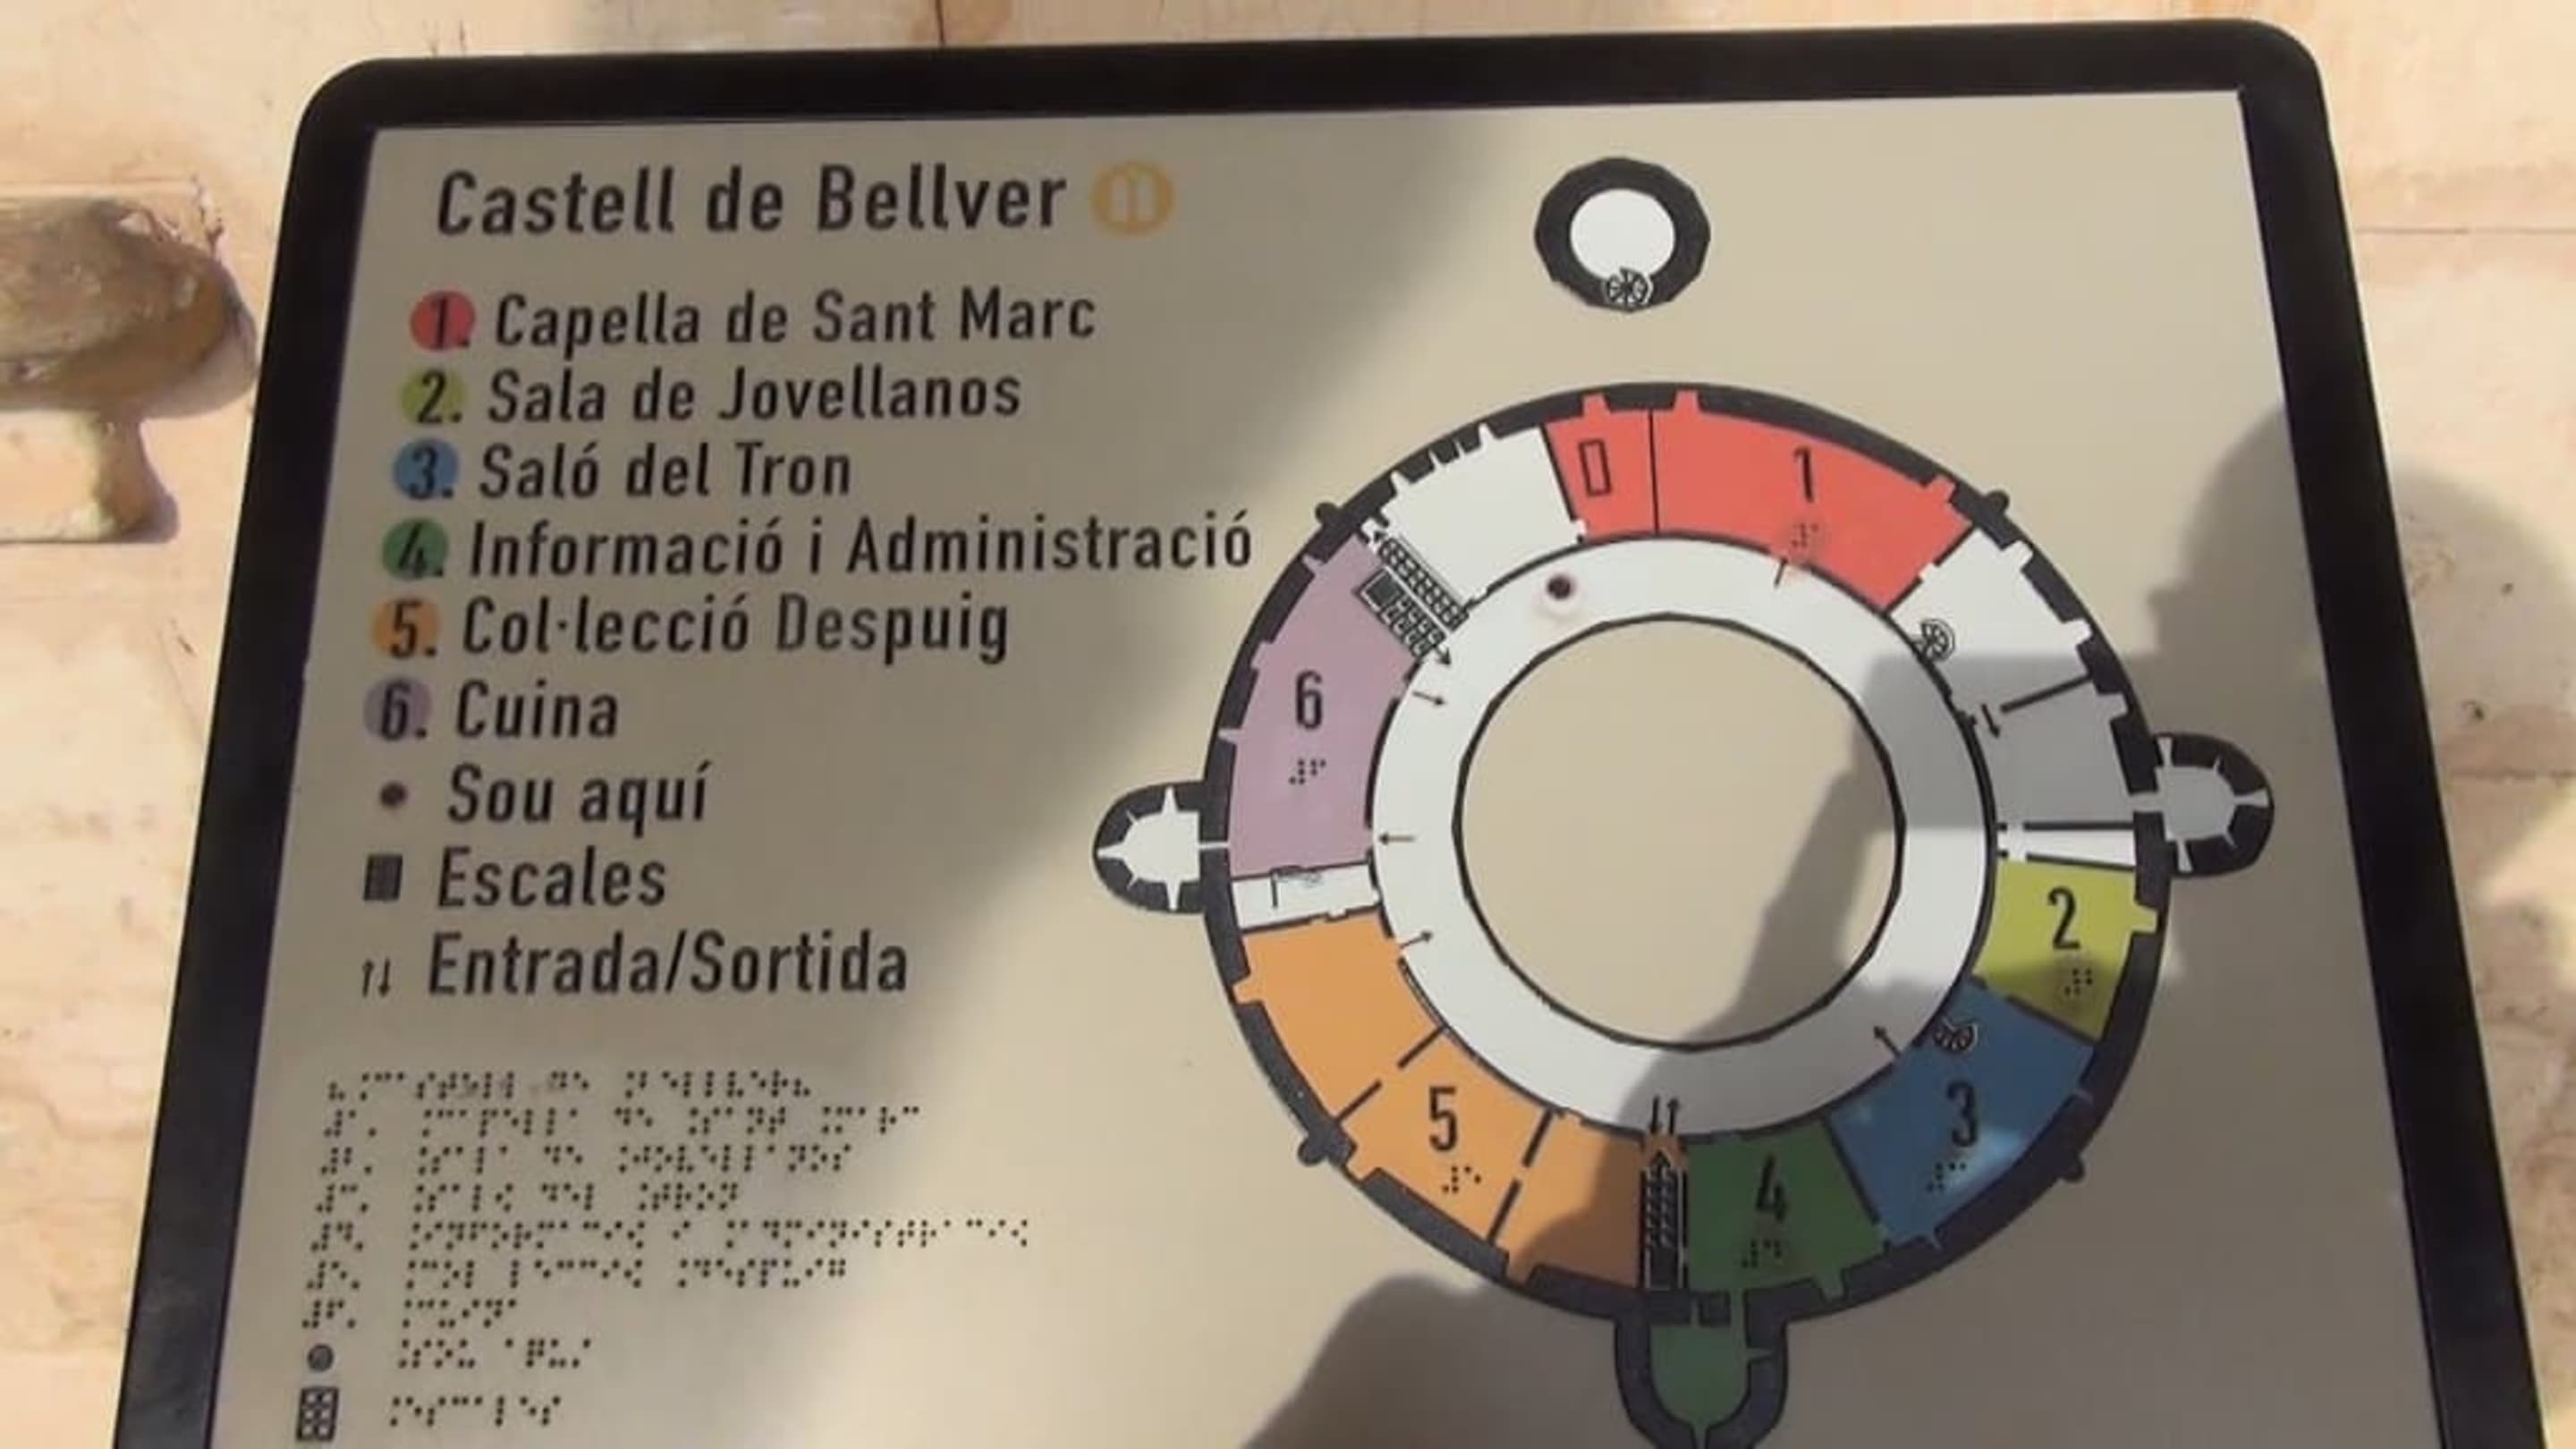 Castell de Bellver
1. Capella de Sant Marc
2. Sala de Jovellanos
3. Saló del Tron
4. Informació i Administració
5. Col·lecció Despuig
6. Cuina
Sou aquí
Escales
↑↓ Entrada/Sortida
1
6
2
5
4
3